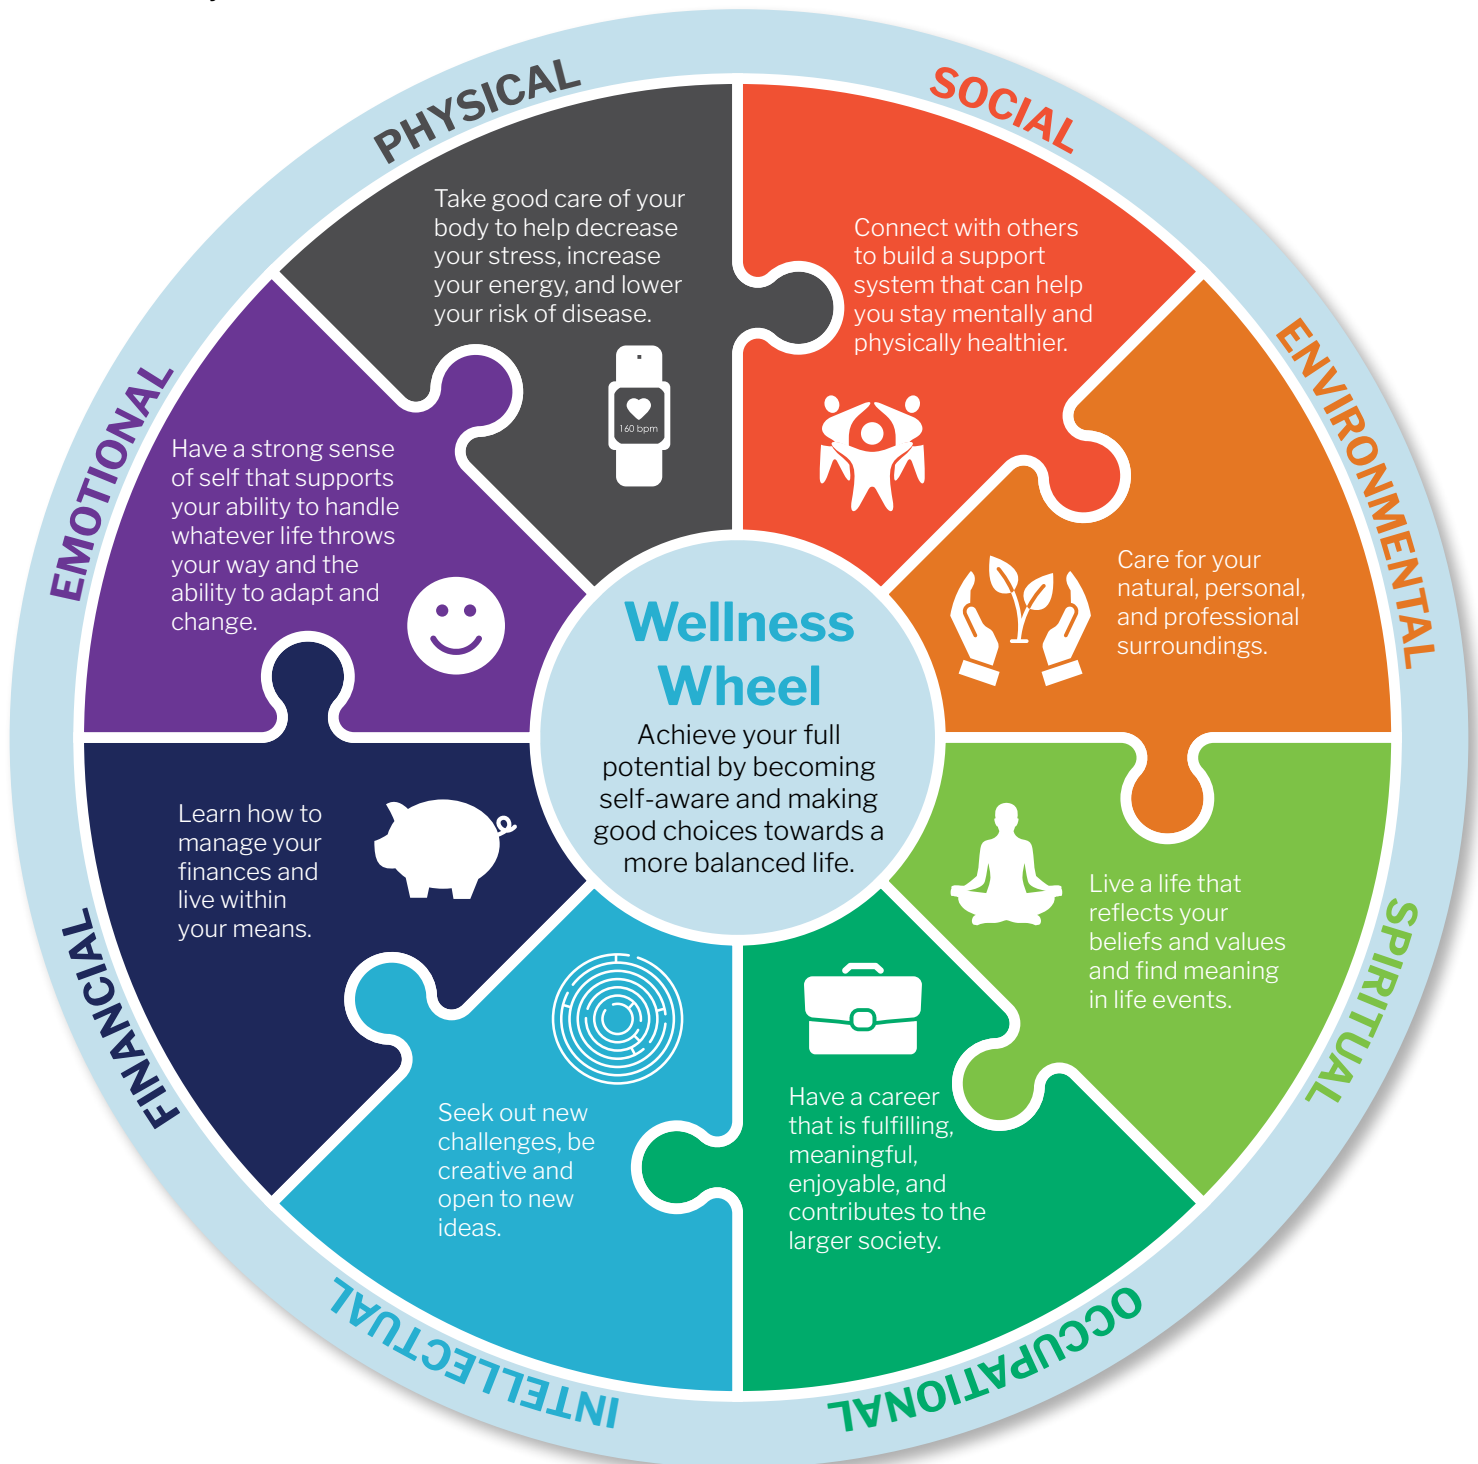 PHYSICAL
Take good care of your
body to help decrease
your stress, increase
your energy, and lower
your risk of disease.
160 bpm
SOCIAL
Connect with others
to build a support
system that can help
you stay mentally and
physically healthier.
ENVIRONMENTAL
Care for your
natural, personal,
and professional
surroundings.
SPIRITUAL
Live a life that
reflects your
beliefs and values
and find meaning
in life events.
OCCUPATIONAL
Have a career
that is fulfilling,
meaningful,
enjoyable, and
contributes to the
larger society.
INTELLECTUAL
Seek out new
challenges, be
creative and
open to new
ideas.
FINANCIAL
Learn how to
manage your
finances and
live within
your means.
EMOTIONAL
Have a strong sense
of self that supports
your ability to handle
whatever life throws
your way and the
ability to adapt and
change.
Wellness
Wheel
Achieve your full
potential by becoming
self-aware and making
good choices towards a
more balanced life.